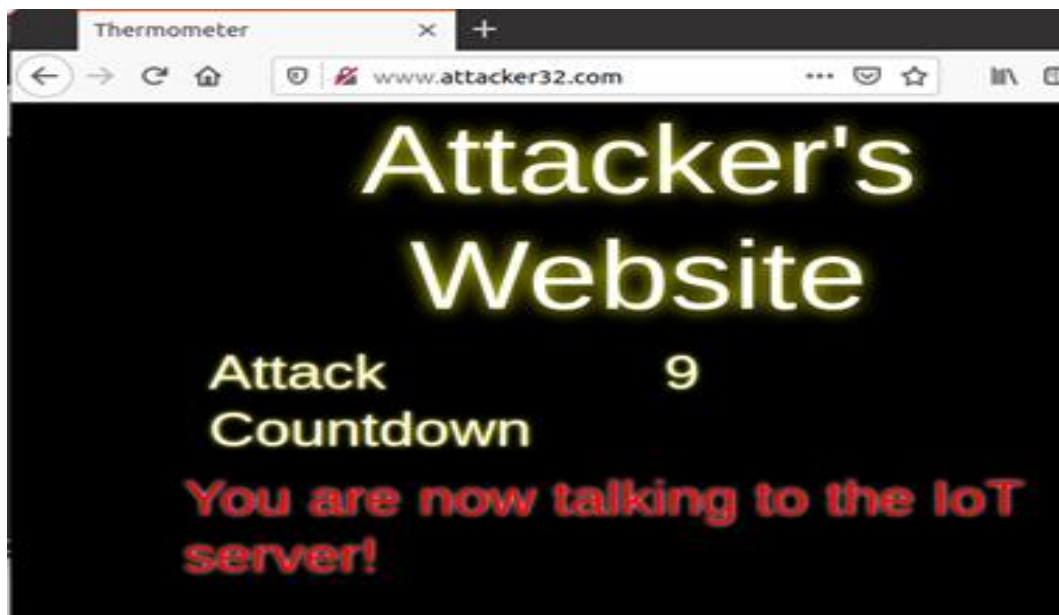 Thermometer
www.attacker32.com
Attacker's
Website
Attack 9
Countdown
You are now talking to the IoT
server!